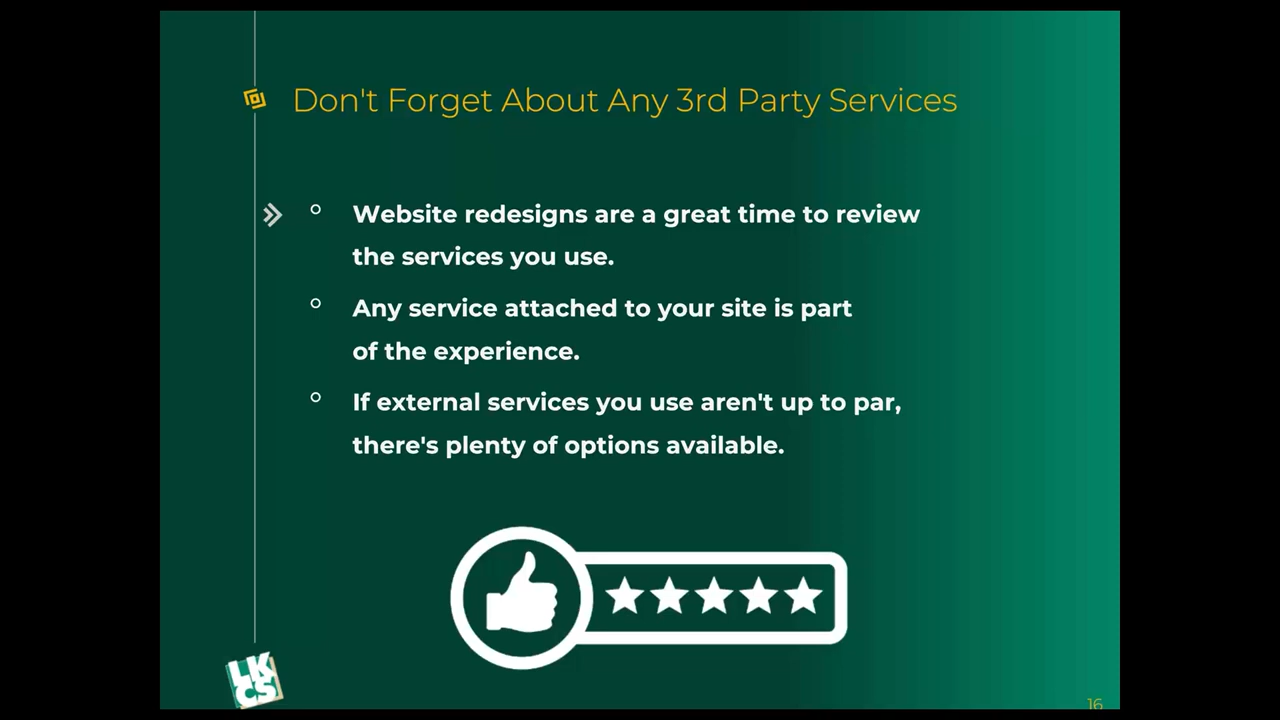 Don't Forget About Any 3rd Party Services
Website redesigns are a great time to review
the services you use.
Any service attached to your site is part
of the experience.
If external services you use aren't up to par,
there's plenty of options available.
LK
CS
16